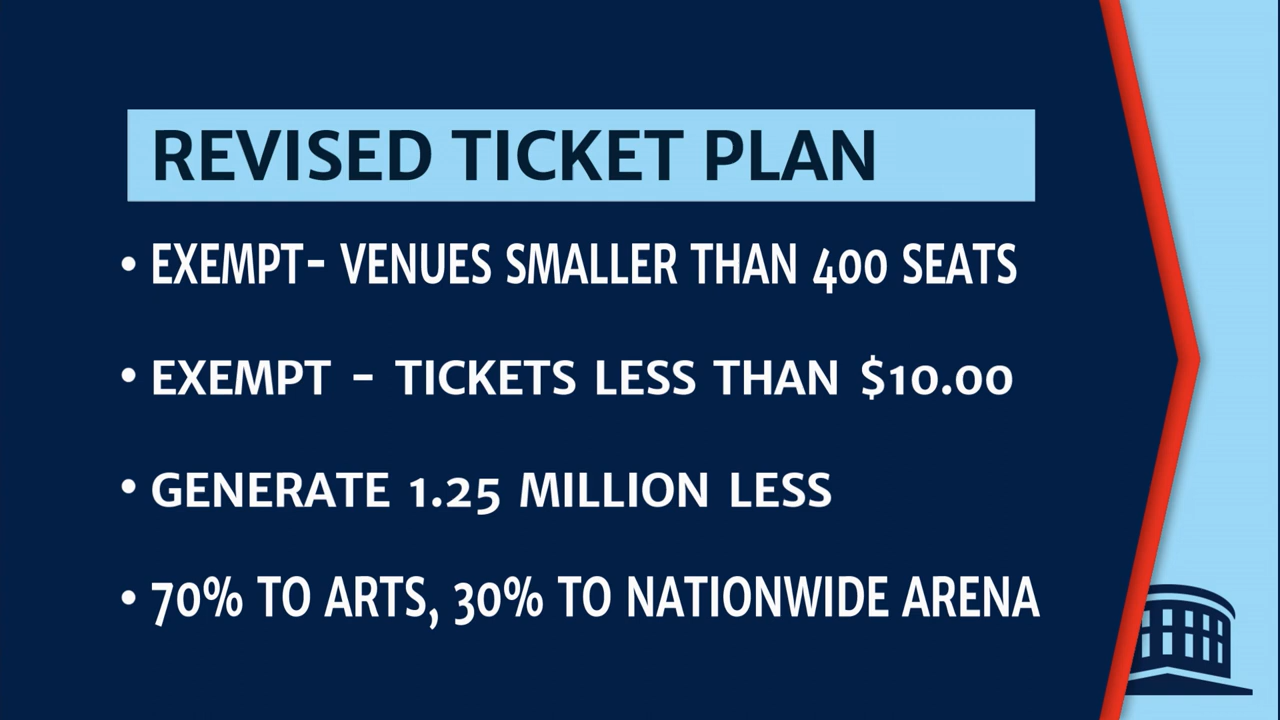 REVISED TICKET PLAN
• EXEMPT- VENUES SMALLER THAN 400 SEATS
• EXEMPT - TICKETS LESS THAN $10.00
• GENERATE 1.25 MILLION LESS
• 70% TO ARTS, 30% TO NATIONWIDE ARENA